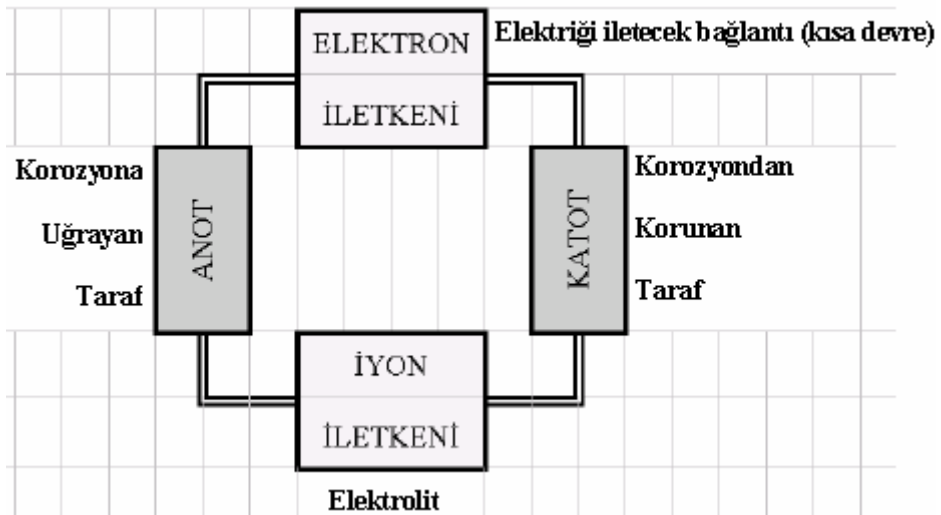 ELEKTRON
İLETKENİ
Elektriği iletecek bağlantı (kısa devre)
Korozyona
Uğrayan
Taraf
ANOT
KATOT
Korozyondan
Korunan
Taraf
İYON
İLETKENİ
Elektrolit